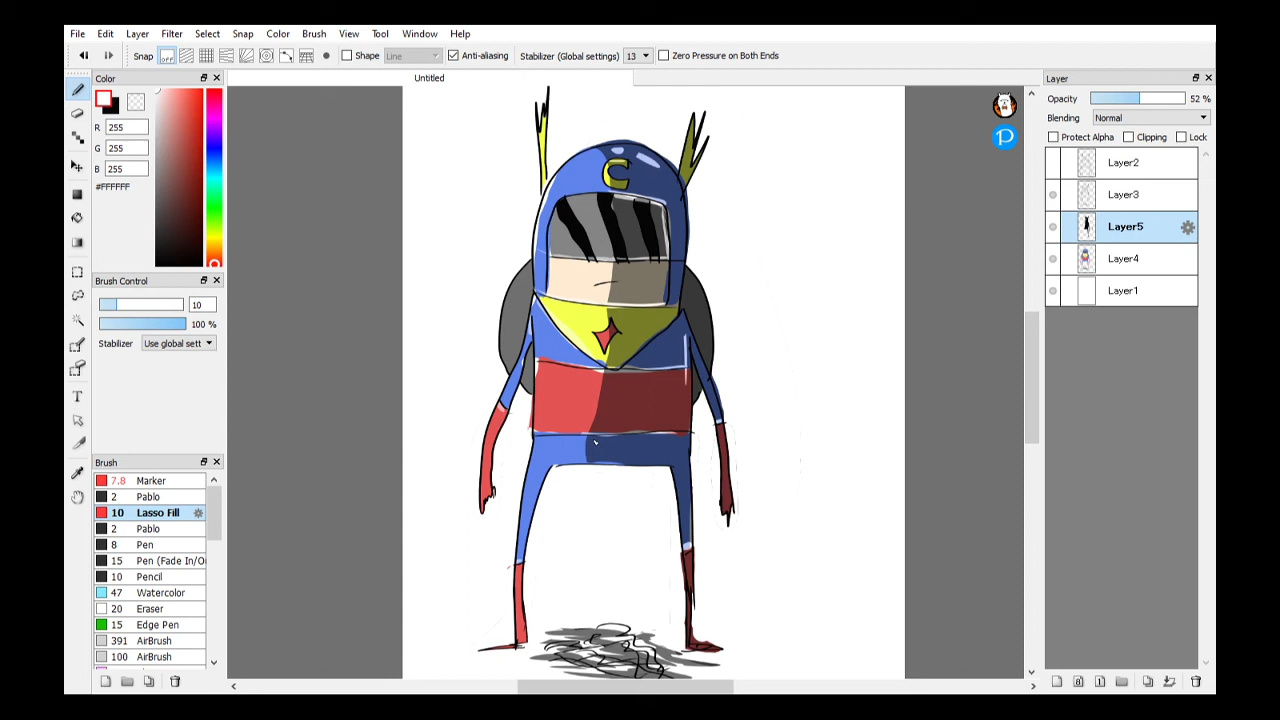 File Edit Layer Filter Select Snap Color Brush View Tool Window Help
Snap OFF Shape Line Anti-aliasing Stabilizer (Global settings) 13 Zero Pressure on Both Ends
Color
Untitled
Layer
R 255
G 255
B 255
#FFFFFF
Opacity 52 %
Blending Normal
Protect Alpha Clipping Lock
Layer2
Layer3
Layer5
Layer4
Layer1
C
P
Brush Control
10
100 %
Stabilizer Use global sett
T
Brush
7.8 Marker
2 Pablo
10 Lasso Fill
2 Pablo
8 Pen
15 Pen (Fade In/O
10 Pencil
47 Watercolor
20 Eraser
15 Edge Pen
391 AirBrush
100 AirBrush
8 1